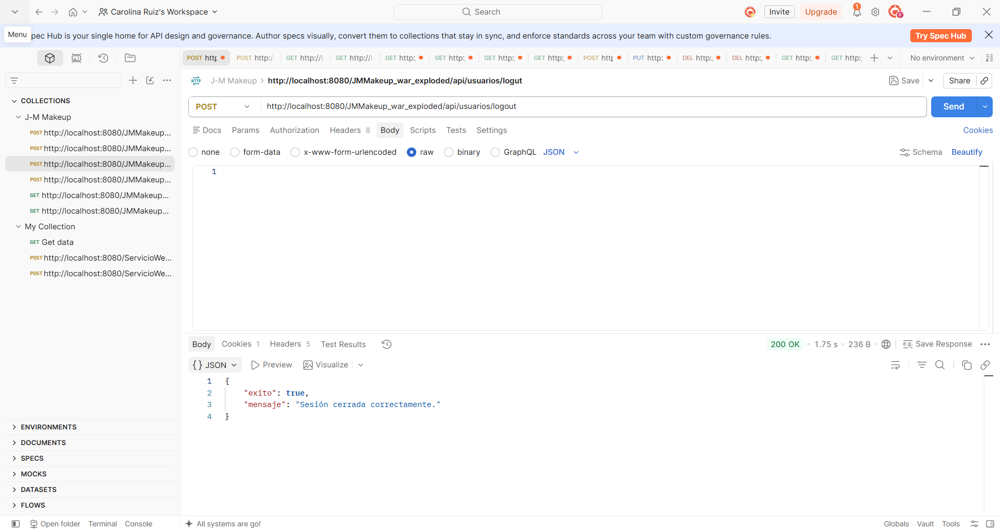 Carolina Ruiz's Workspace
Search
Invite
Upgrade
1
Menu
pec Hub is your single home for API design and governance. Author specs visually, convert them to collections that stay in sync, and enforce standards across your team with custom governance rules.
Try Spec Hub
POST http
POST http:/
GET http://l
GET http://l
GET http:
GET http:
GET http:
GET http:
POST http
PUT http:
DEL http:
DEL http:
GET http:
GET http:
No environment
HTTP J-M Makeup > http://localhost:8080/JMMakeup_war_exploded/api/usuarios/logut
Save
Share
COLLECTIONS
J-M Makeup
POST http://localhost:8080/JMMakeup...
POST http://localhost:8080/JMMakeup...
POST http://localhost:8080/JMMakeup...
POST http://localhost:8080/JMMakeup...
GET http://localhost:8080/JMMakeup...
GET http://localhost:8080/JMMakeup...
My Collection
GET Get data
POST http://localhost:8080/ServicioWe...
POST http://localhost:8080/ServicioWe...
ENVIRONMENTS
DOCUMENTS
SPECS
MOCKS
DATASETS
FLOWS
POST http://localhost:8080/JMMakeup_war_exploded/api/usuarios/logout
Send
Docs Params Authorization Headers 8 Body Scripts Tests Settings
Cookies
none form-data x-www-form-urlencoded raw binary GraphQL JSON
Schema Beautify
1
Body Cookies 1 Headers 5 Test Results
200 OK • 1.75 s • 236 B
e.g. Save Response
{} JSON Preview Visualize
1 {
2 "exito": true,
3 "mensaje": "Sesión cerrada correctamente."
4 }
Open folder Terminal Console
All systems are go!
Globals Vault Tools